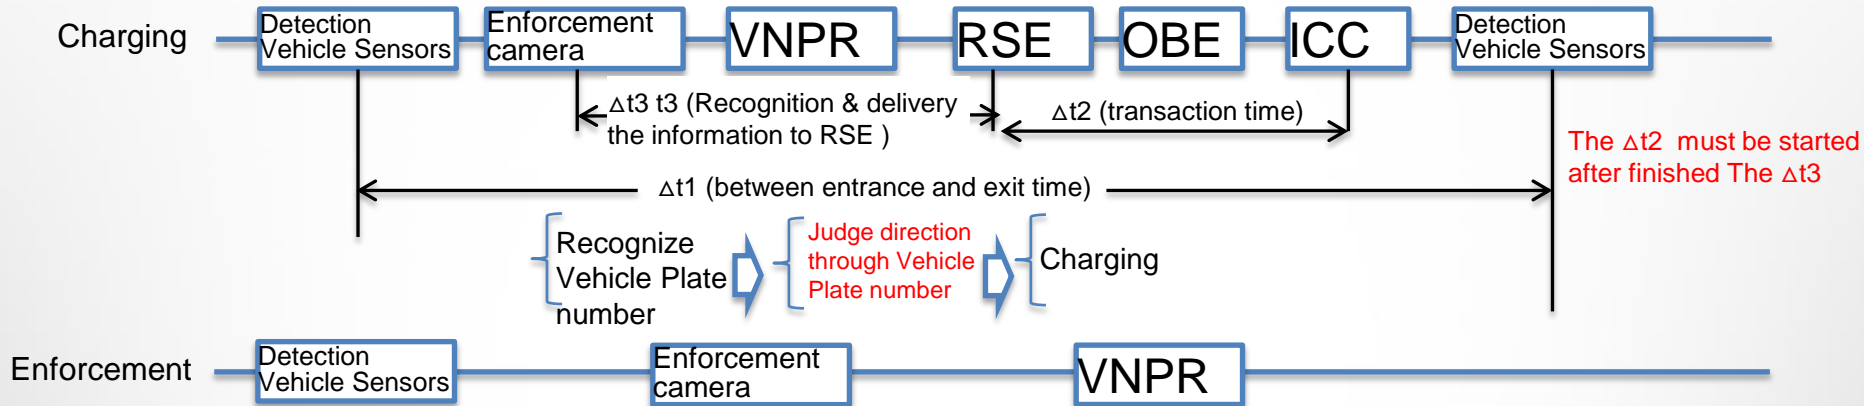 Charging
Detection
Vehicle Sensors
Enforcement
camera
VNPR
RSE
OBE
ICC
Detection
Vehicle Sensors
△t3 t3 (Recognition & delivery
the information to RSE )
△t2 (transaction time)
The △t2 must be started
after finished The △t3
△t1 (between entrance and exit time)
Recognize
Vehicle Plate
number
Judge direction
through Vehicle
Plate number
Charging
Enforcement
Detection
Vehicle Sensors
Enforcement
camera
VNPR